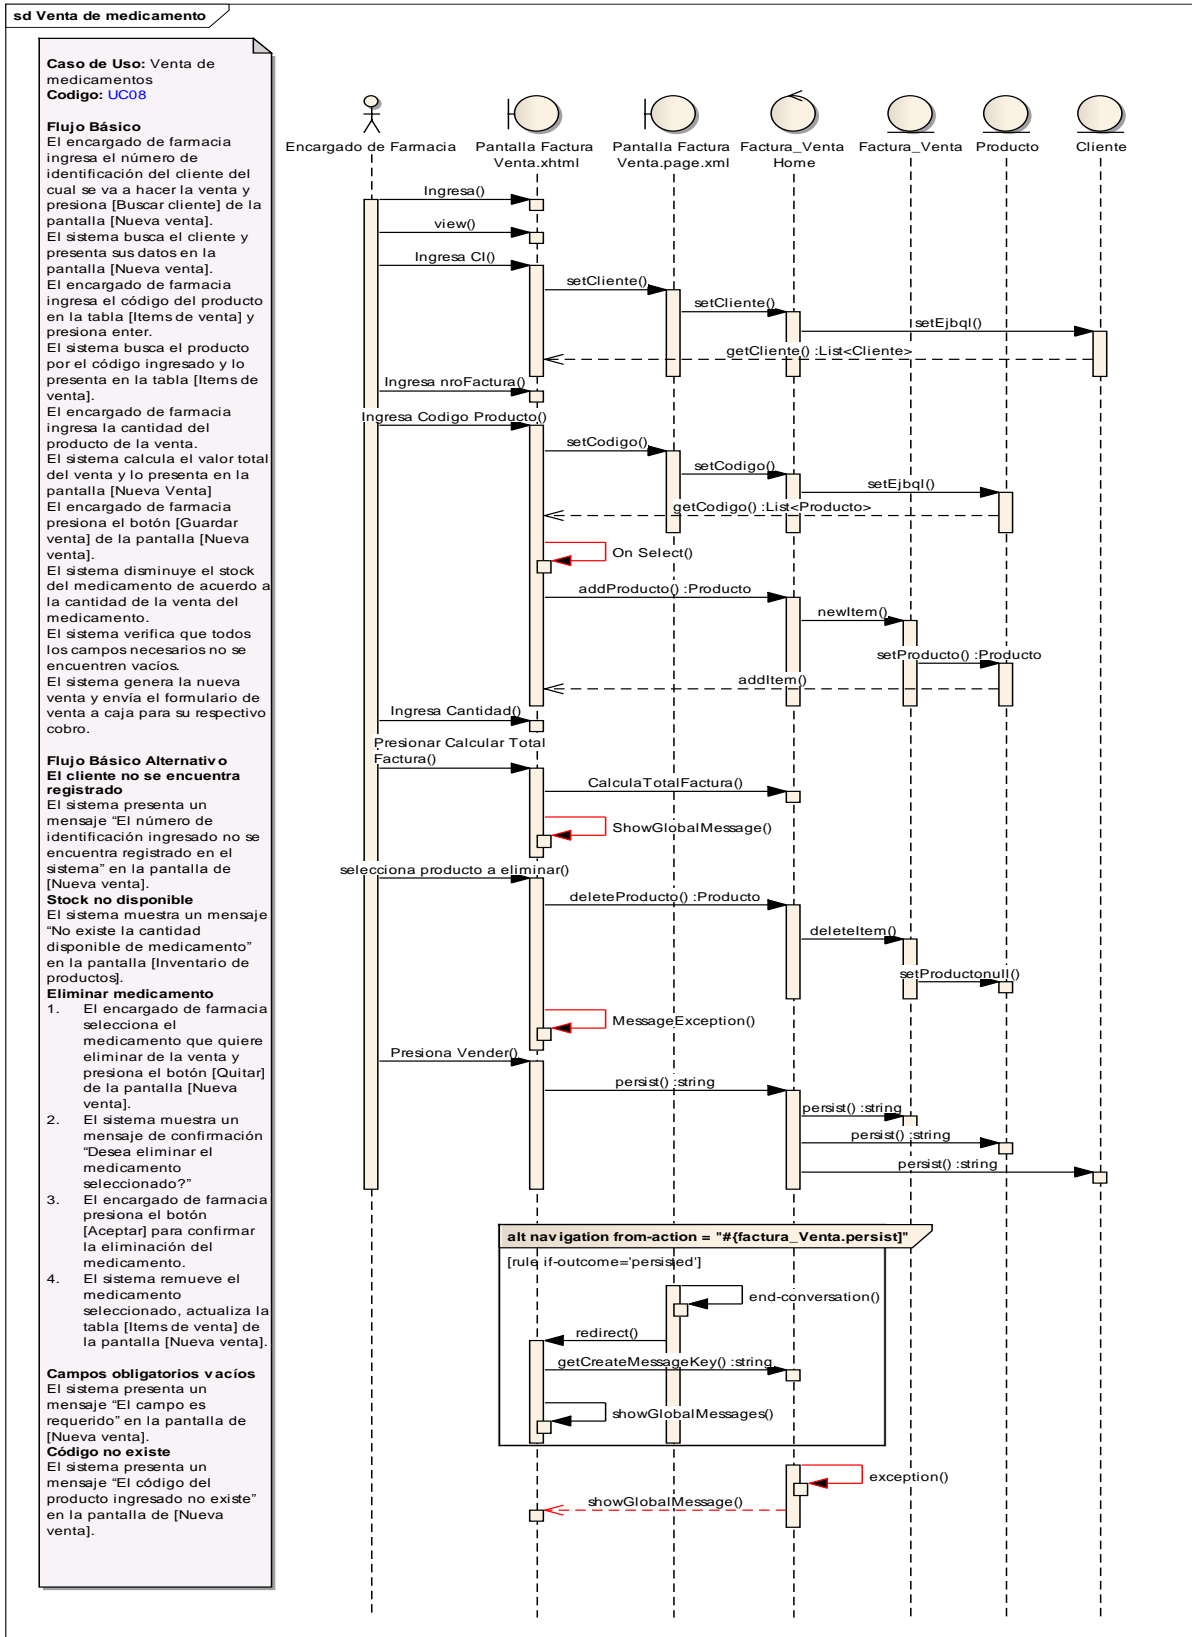 sd Venta de medicamento
Caso de Uso: Venta de
medicamentos
Codigo: UC08
Flujo Básico
El encargado de farmacia
ingresa el número de
identificación del cliente del
cual se va a hacer la venta y
presiona [Buscar cliente] de la
pantalla [Nueva venta].
El sistema busca el cliente y
presenta sus datos en la
pantalla [Nueva venta].
El encargado de farmacia
ingresa el código del producto
en la tabla [Items de venta] y
presiona enter.
El sistema busca el producto
por el código ingresado y lo
presenta en la tabla [Items de
venta].
El encargado de farmacia
ingresa la cantidad del
producto de la venta.
El sistema calcula el valor total
del venta y lo presenta en la
pantalla [Nueva Venta]
El encargado de farmacia
presiona el botón [Guardar
venta] de la pantalla [Nueva
venta].
El sistema disminuye el stock
del medicamento de acuerdo a
la cantidad de la venta del
medicamento.
El sistema verifica que todos
los campos necesarios no se
encuentren vacíos.
El sistema genera la nueva
venta y envía el formulario de
venta a caja para su respectivo
cobro.
Flujo Básico Alternativo
El cliente no se encuentra
registrado
El sistema presenta un
mensaje “El número de
identificación ingresado no se
encuentra registrado en el
sistema” en la pantalla de
[Nueva venta].
Stock no disponible
El sistema muestra un mensaje
“No existe la cantidad
disponible de medicamento”
en la pantalla [Inventario de
productos].
Eliminar medicamento
1. El encargado de farmacia
selecciona el
medicamento que quiere
eliminar de la venta y
presiona el botón [Quitar]
de la pantalla [Nueva
venta].
2. El sistema muestra un
mensaje de confirmación
“Desea eliminar el
medicamento
seleccionado?”
3. El encargado de farmacia
presiona el botón
[Aceptar] para confirmar
la eliminación del
medicamento.
4. El sistema remueve el
medicamento
seleccionado, actualiza la
tabla [Items de venta] de
la pantalla [Nueva venta].
Campos obligatorios vacíos
El sistema presenta un
mensaje “El campo es
requerido” en la pantalla de
[Nueva venta].
Código no existe
El sistema presenta un
mensaje “El código del
producto ingresado no existe”
en la pantalla de [Nueva
venta].
Encargado de Farmacia
Pantalla Factura
Venta.xhtml
Pantalla Factura
Venta.page.xml
Factura_Venta
Home
Factura_Venta
Producto
Cliente
Ingresa()
view()
Ingresa CI()
setCliente()
setCliente()
setEjbql()
getCliente() :List<Cliente>
Ingresa nroFactura()
Ingresa Codigo Producto()
setCodigo()
setCodigo()
setEjbql()
getCodigo() :List<Producto>
On Select()
addProducto() :Producto
newItem()
setProducto() :Producto
addItem()
Ingresa Cantidad()
Presionar Calcular Total
Factura()
CalculaTotalFactura()
ShowGlobalMessage()
selecciona producto a eliminar()
deleteProducto() :Producto
deleteItem()
setProductonull()
MessageException()
Presiona Vender()
persist() :string
persist() :string
persist() :string
persist() :string
alt navigation from-action = "#{factura_Venta.persist}"
[rule if-outcome='persisted']
end-conversation()
redirect()
getCreateMessageKey() :string
showGlobalMessages()
exception()
showGlobalMessage()